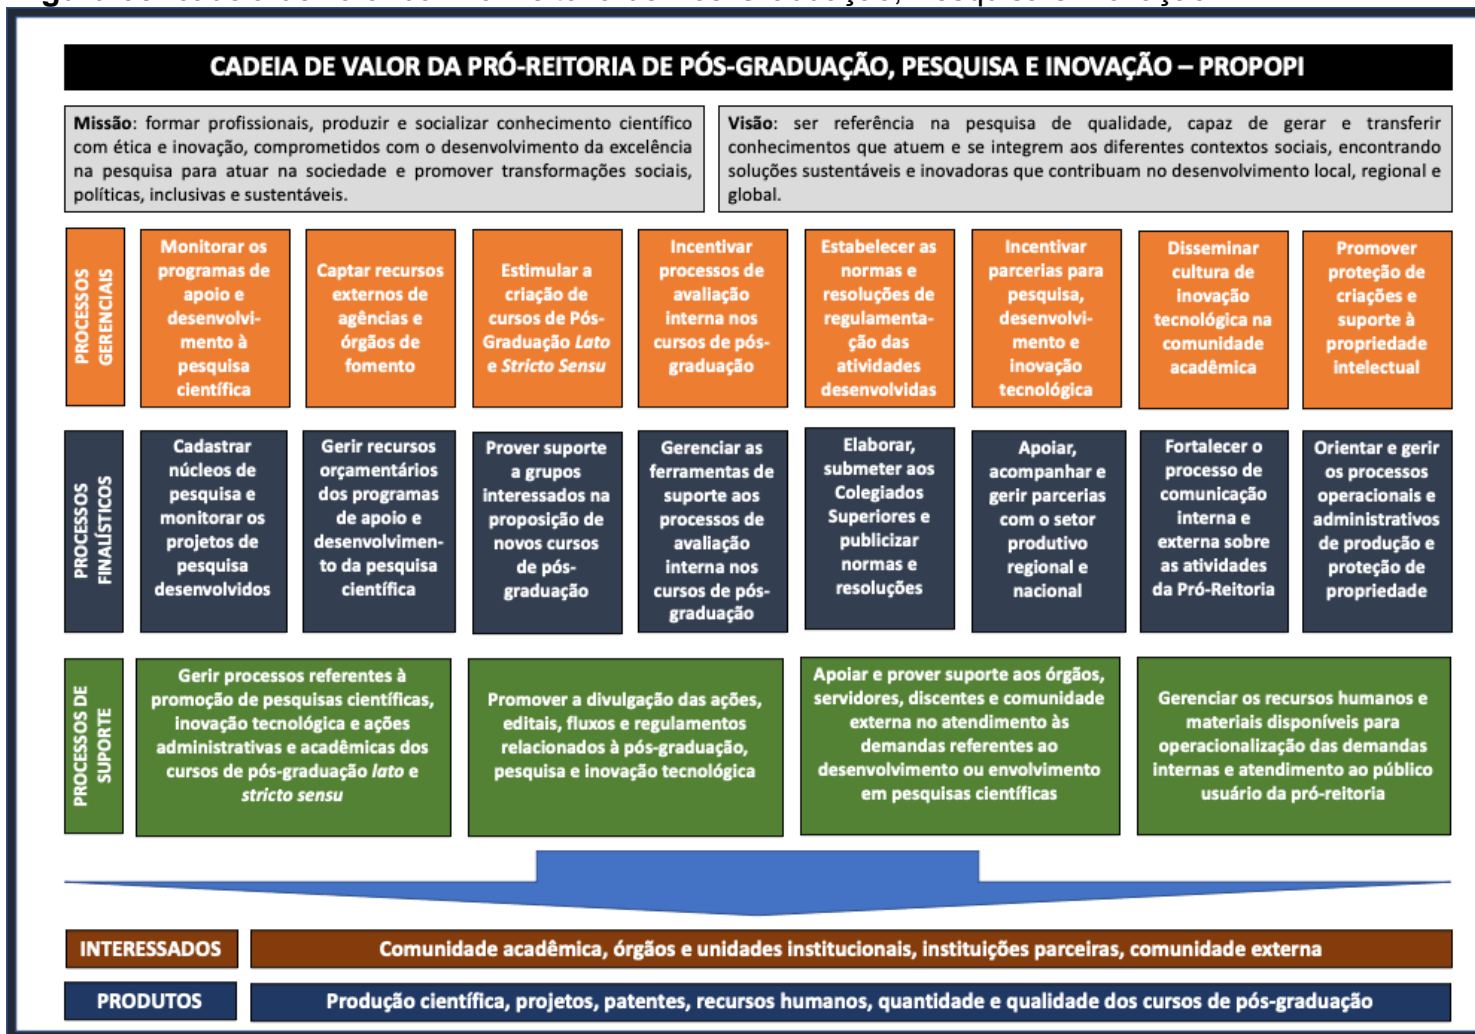 CADEIA DE VALOR DA PRÓ-REITORIA DE PÓS-GRADUAÇÃO, PESQUISA E INOVAÇÃO – PROPOPI
Missão: formar profissionais, produzir e socializar conhecimento científico
com ética e inovação, comprometidos com o desenvolvimento da excelência
na pesquisa para atuar na sociedade e promover transformações sociais,
políticas, inclusivas e sustentáveis.
Visão: ser referência na pesquisa de qualidade, capaz de gerar e transferir
conhecimentos que atuem e se integrem aos diferentes contextos sociais, encontrando
soluções sustentáveis e inovadoras que contribuam no desenvolvimento local, regional e
global.
PROCESSOS
GERENCIAIS
Monitorar os
programas de
apoio e
desenvolvi-
mento à
pesquisa
científica
Captar recursos
externos de
agências e
órgãos de
fomento
Estimular a
criação de
cursos de Pós-
Graduação Lato
e Stricto Sensu
Incentivar
processos de
avaliação
interna nos
cursos de pós-
graduação
Estabelecer as
normas e
resoluções de
regulamenta-
ção das
atividades
desenvolvidas
Incentivar
parcerias para
pesquisa,
desenvolvi-
mento e
inovação
tecnológica
Disseminar
cultura de
inovação
tecnológica na
comunidade
acadêmica
Promover
proteção de
criações e
suporte à
propriedade
intelectual
PROCESSOS
FINALÍSTICOS
Cadastrar
núcleos de
pesquisa e
monitorar os
projetos de
pesquisa
desenvolvidos
Gerir recursos
orçamentários
dos programas
de apoio e
desenvolvimen-
to da pesquisa
científica
Prover suporte
a grupos
interessados na
proposição de
novos cursos
de pós-
graduação
Gerenciar as
ferramentas de
suporte aos
processos de
avaliação
interna nos
cursos de pós-
graduação
Elaborar,
submeter aos
Colegiados
Superiores e
publicizar
normas e
resoluções
Apoiar,
acompanhar e
gerir parcerias
com o setor
produtivo
regional e
nacional
Fortalecer o
processo de
comunicação
interna e
externa sobre
as atividades
da Pró-Reitoria
Orientar e gerir
os processos
operacionais e
administrativos
de produção e
proteção de
propriedade
PROCESSOS DE
SUPORTE
Gerir processos referentes à
promoção de pesquisas científicas,
inovação tecnológica e ações
administrativas e acadêmicas dos
cursos de pós-graduação lato e
stricto sensu
Promover a divulgação das ações,
editais, fluxos e regulamentos
relacionados à pós-graduação,
pesquisa e inovação tecnológica
Apoiar e prover suporte aos órgãos,
servidores, discentes e comunidade
externa no atendimento às
demandas referentes ao
desenvolvimento ou envolvimento
em pesquisas científicas
Gerenciar os recursos humanos e
materiais disponíveis para
operacionalização das demandas
internas e atendimento ao público
usuário da pró-reitoria
INTERESSADOS
Comunidade acadêmica, órgãos e unidades institucionais, instituições parceiras, comunidade externa
PRODUTOS
Produção científica, projetos, patentes, recursos humanos, quantidade e qualidade dos cursos de pós-graduação